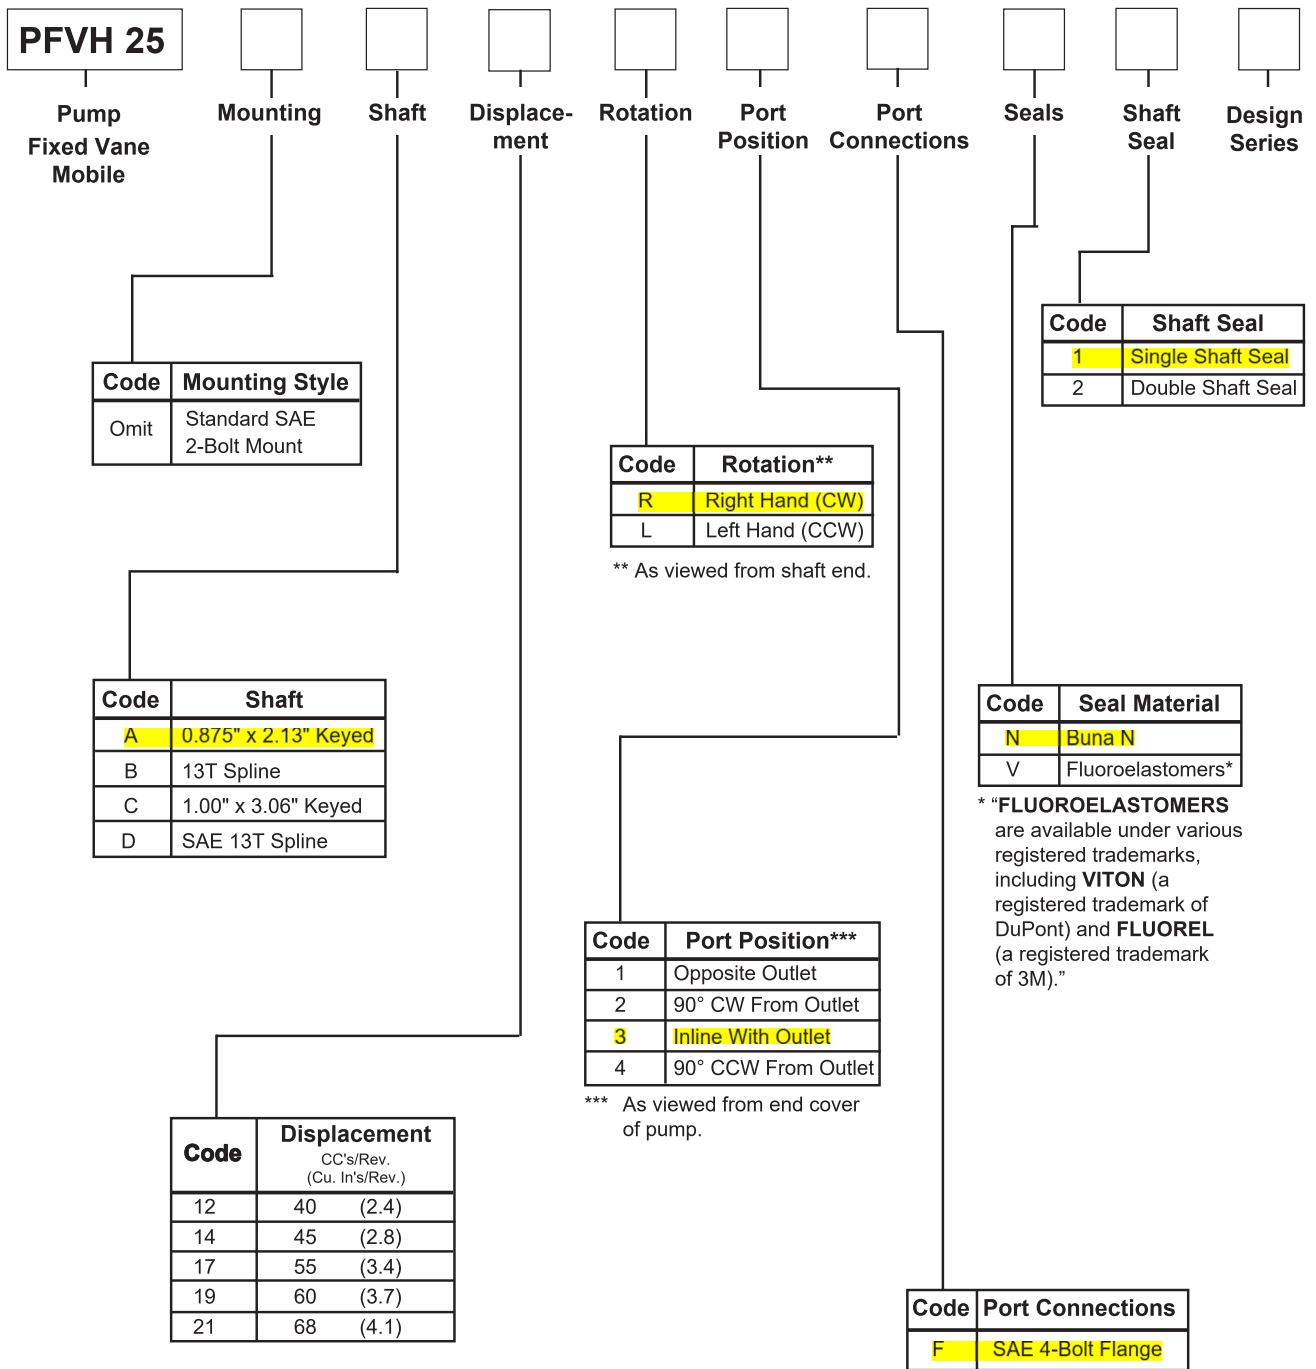 PFVH 25
Pump
Fixed Vane
Mobile
Mounting
Shaft
Displace-
ment
Rotation
Port
Position
Port
Connections
Seals
Shaft
Seal
Design
Series
Code Shaft Seal
1 Single Shaft Seal
2 Double Shaft Seal
Code Mounting Style
Omit Standard SAE
2-Bolt Mount
Code Rotation**
R Right Hand (CW)
L Left Hand (CCW)
** As viewed from shaft end.
Code Shaft
A 0.875" x 2.13" Keyed
B 13T Spline
C 1.00" x 3.06" Keyed
D SAE 13T Spline
Code Seal Material
N Buna N
V Fluoroelastomers*
* “FLUOROELASTOMERS
are available under various
registered trademarks,
including VITON (a
registered trademark of
DuPont) and FLUOREL
(a registered trademark
of 3M).”
Code Port Position***
1 Opposite Outlet
2 90° CW From Outlet
3 Inline With Outlet
4 90° CCW From Outlet
*** As viewed from end cover
of pump.
Code Displacement
CC's/Rev.
(Cu. In's/Rev.)
12 40 (2.4)
14 45 (2.8)
17 55 (3.4)
19 60 (3.7)
21 68 (4.1)
Code Port Connections
F SAE 4-Bolt Flange